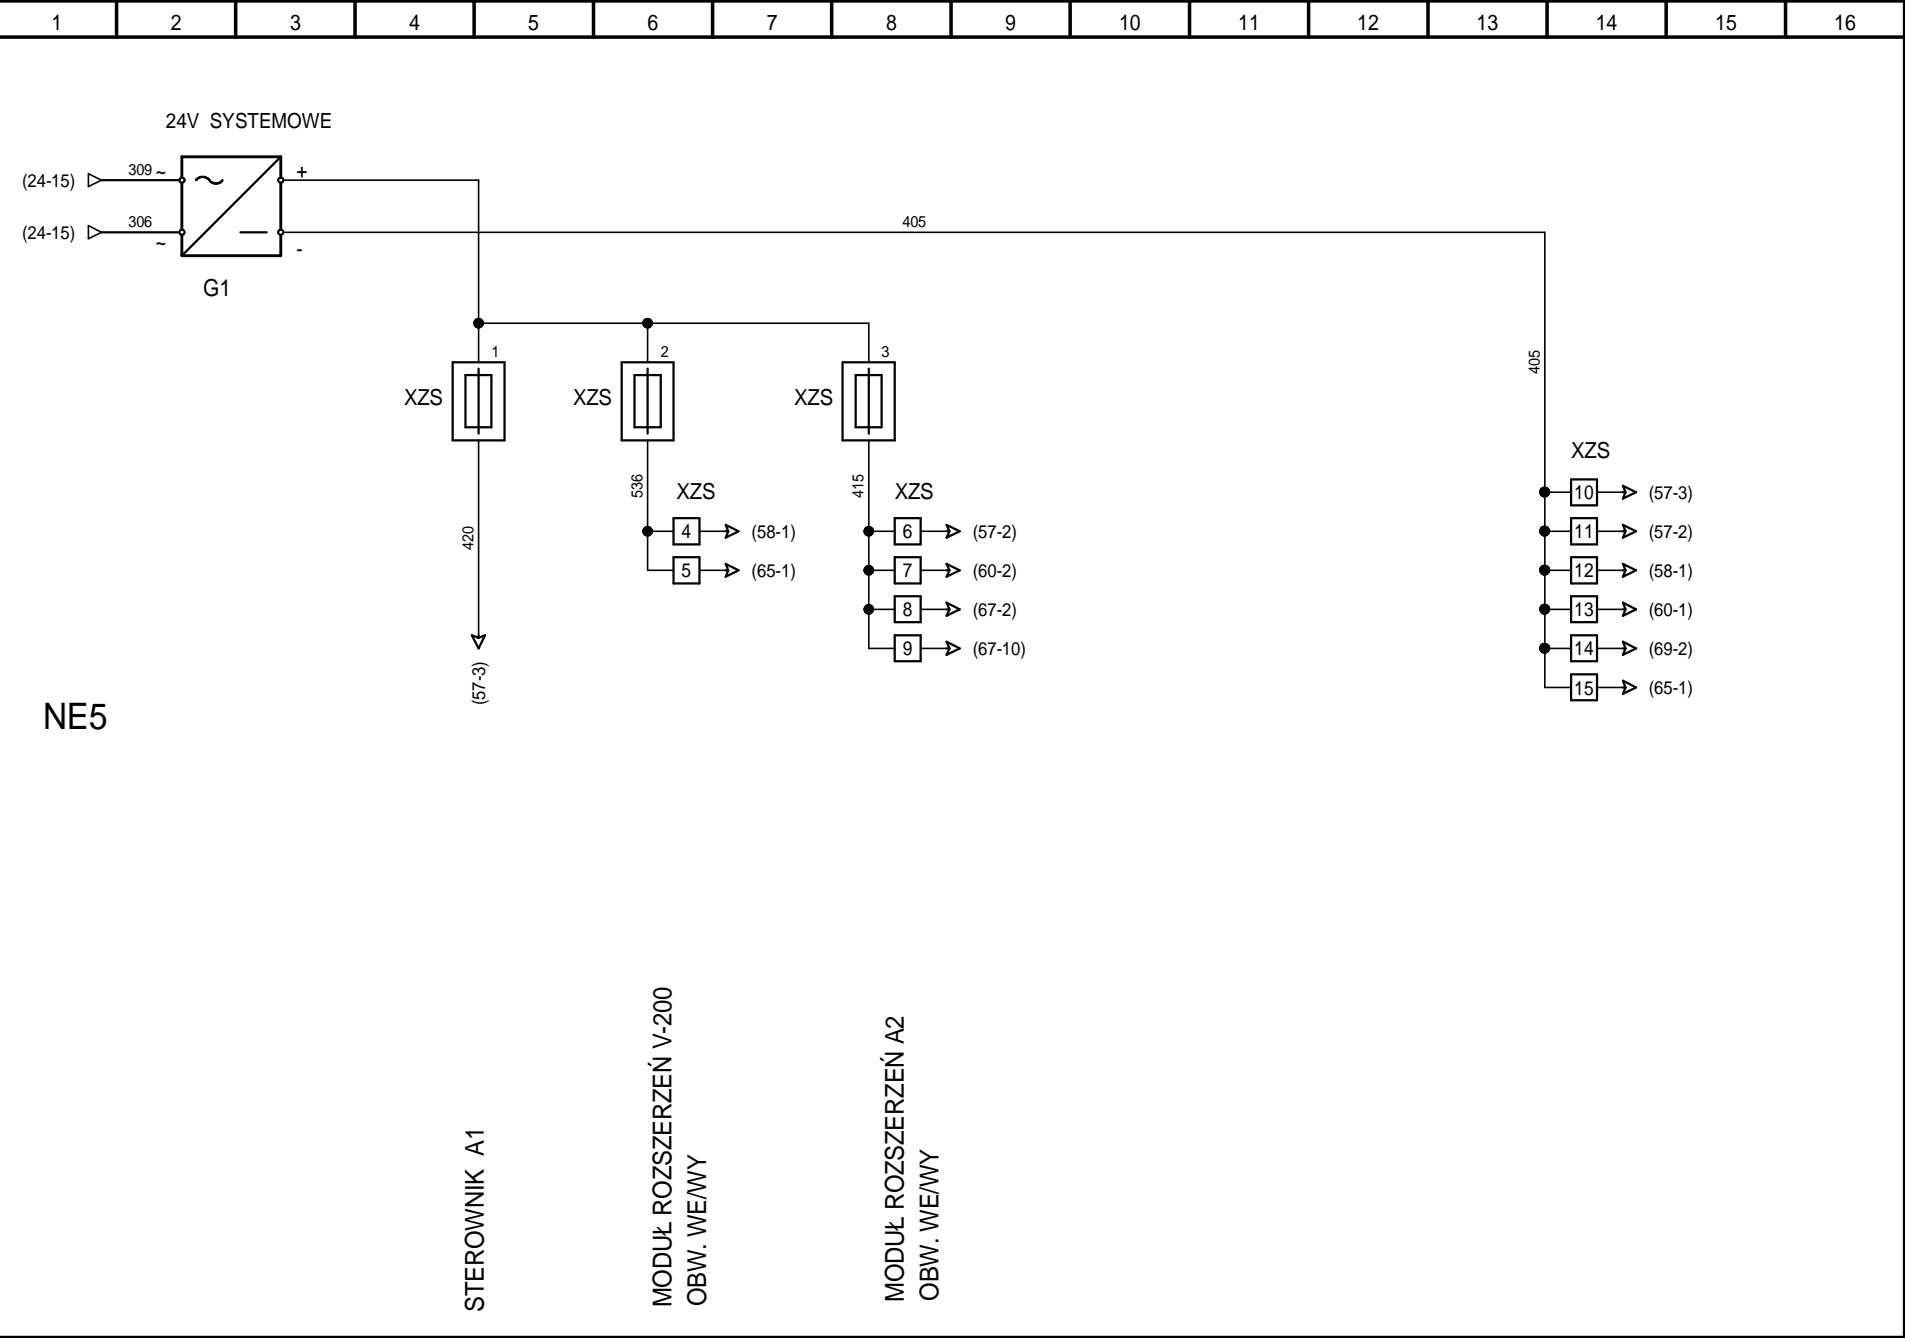 1 2 3 4 5 6 7 8 9 10 11 12 13 14 15 16
24V SYSTEMOWE
(24-15) 309 ~ +
(24-15) 306 ~ - 405
G1
1 2 3
405
XZS XZS XZS
XZS
536 XZS 415 XZS
420
10 (57-3)
4 (58-1) 6 (57-2) 11 (57-2)
5 (65-1) 7 (60-2) 12 (58-1)
8 (67-2) 13 (60-1)
9 (67-10) 14 (69-2)
(57-3) 15 (65-1)
NE5
STEROWNIK A1
MODUŁ ROZSZERZEŃ V-200
OBW. WE/WY
MODUŁ ROZSZERZEŃ A2
OBW. WE/WY